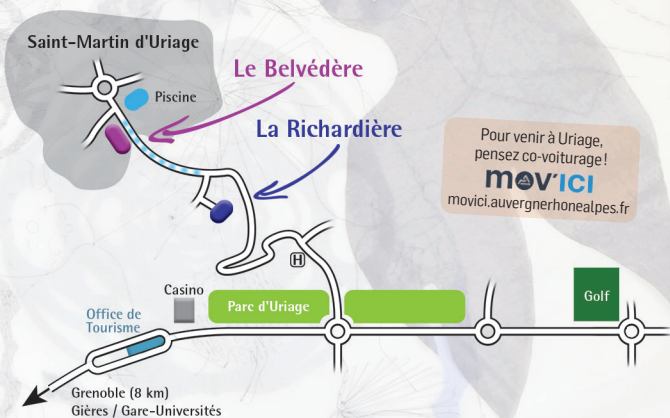 Saint-Martin d'Uriage
Le Belvédère
Piscine
La Richardière
Pour venir à Uriage,
pensez co-voiturage !
mov'ICI
movici.auvergnerhonealpes.fr
H
Casino
Parc d'Uriage
Golf
Office de
Tourisme
Grenoble (8 km)
Gières / Gare-Universités